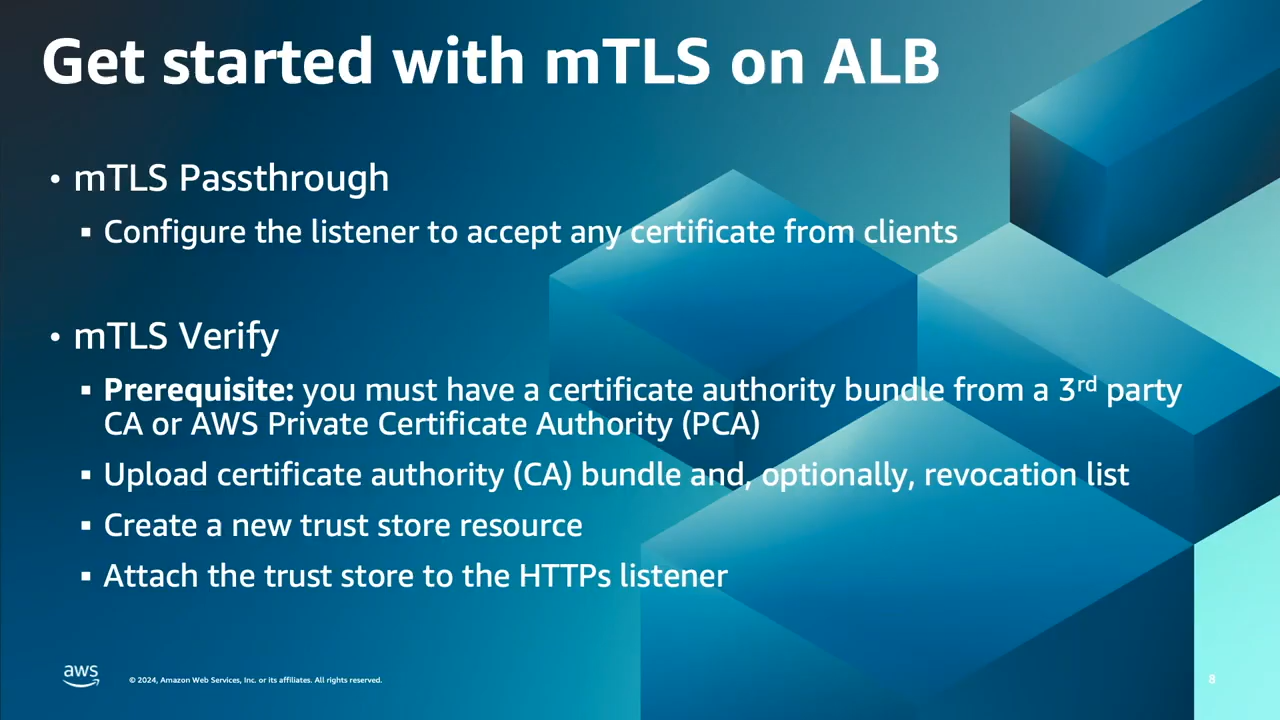 Get started with mTLS on ALB
• mTLS Passthrough
▪ Configure the listener to accept any certificate from clients
• mTLS Verify
▪ Prerequisite: you must have a certificate authority bundle from a 3rd party
CA or AWS Private Certificate Authority (PCA)
▪ Upload certificate authority (CA) bundle and, optionally, revocation list
▪ Create a new trust store resource
▪ Attach the trust store to the HTTPs listener
aws
© 2024, Amazon Web Services, Inc. or its affiliates. All rights reserved.
8